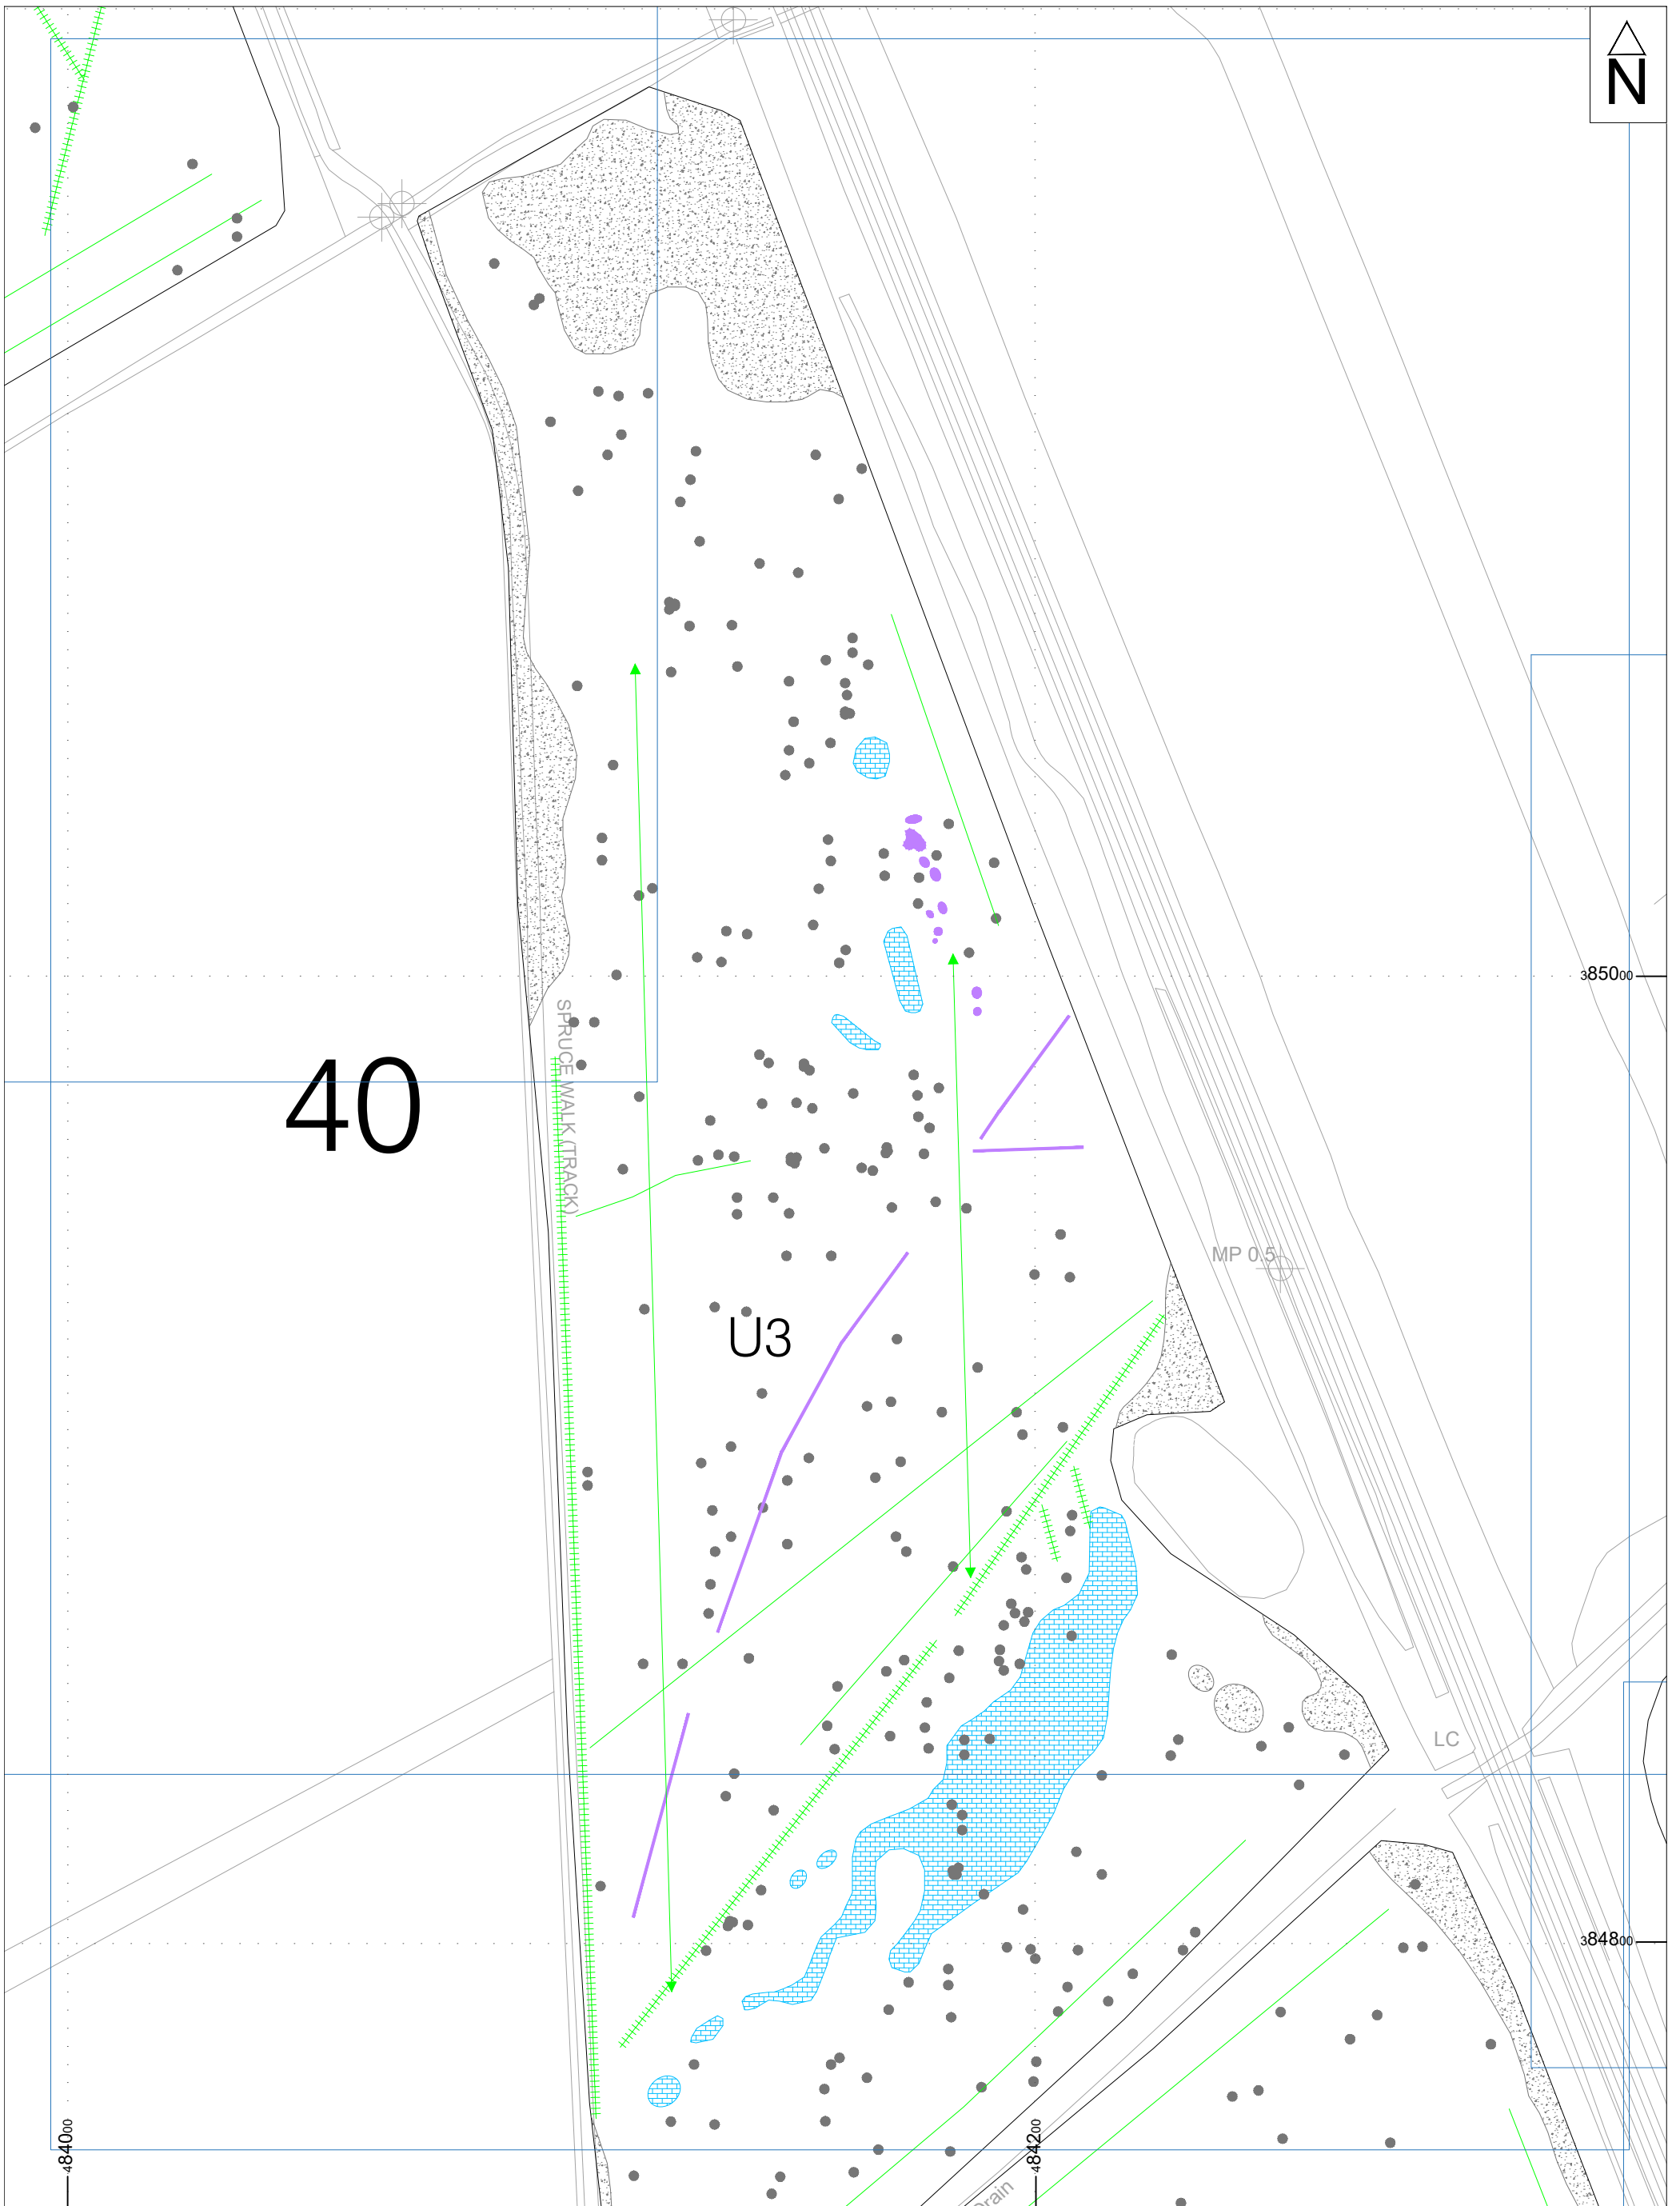 N
385000
SPRUCE WALK (TRACK)
40
MP 0.5
U3
LC
384800
484000
484200
Drain